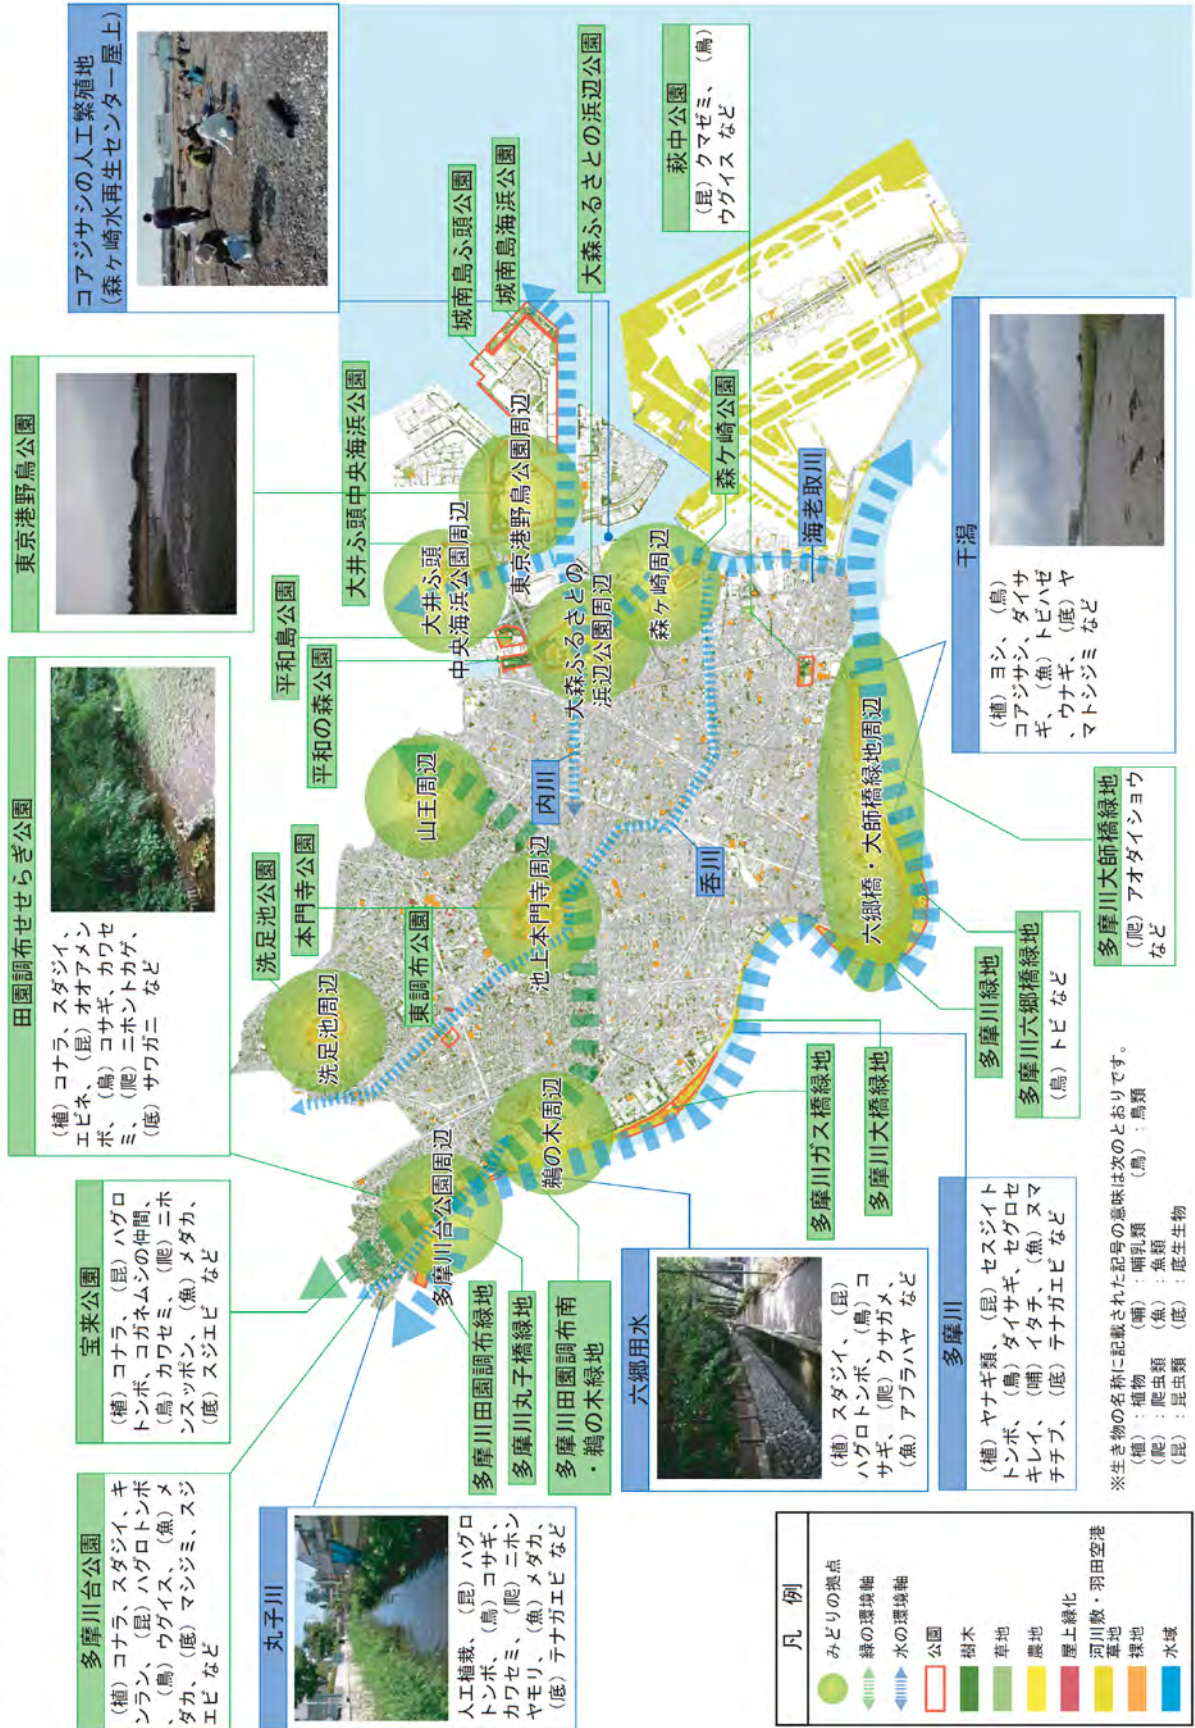 多摩川台公園
(植)コナラ、スダジイ、キ
ンラン、(昆)ハグロトンボ
、(鳥)ウグイス、(魚)メ
ダカ、(底)マシジミ、スジ
エビ など
宝来公園
(植)コナラ、(昆)ハグロ
トンボ、コガネムシの仲間、
(鳥)カワセミ、(爬)ニホ
ンスッポン、(魚)メダカ、
(底)スジエビ など
田園調布せせらぎ公園
(植)コナラ、スダジイ、
エビネ、(昆)オオアメン
ボ、(鳥)コサギ、カワセ
ミ、(爬)ニホントカゲ、
(底)サワガニ など
東京港野鳥公園
コアジサシの人工繁殖地
(森ヶ崎水再生センター屋上)
丸子川
人工植栽、(昆)ハグロ
トンボ、(鳥)コサギ、
カワセミ、(爬)ニホン
ヤモリ、(魚)メダカ、
(底)テナガエビ など
洗足池公園
本門寺公園
東調布公園
平和の森公園
平和島公園
大井ふ頭中央海浜公園
城南島ふ頭公園
城南島海浜公園
大森ふるさとの浜辺公園
萩中公園
(昆)クマゼミ、(鳥)
ウグイス など
森ケ崎公園
洗足池周辺
山王周辺
池上本門寺周辺
大井ふ頭
中央海浜公園周辺
東京港野鳥公園周辺
大森ふるさとの
浜辺公園周辺
森ケ崎周辺
多摩川台公園周辺
鵜の木周辺
六郷橋・大師橋緑地周辺
内川
呑川
海老取川
多摩川田園調布緑地
多摩川丸子橋緑地
多摩川田園調布南
・鵜の木緑地
多摩川ガス橋緑地
多摩川大橋緑地
多摩川緑地
多摩川六郷橋緑地
(鳥)トビ など
多摩川大師橋緑地
(爬)アオダイショウ
など
六郷用水
(植)スダジイ、(昆)
ハグロトンボ、(鳥)コ
サギ、(爬)クサガメ、
(魚)アブラハヤ など
多摩川
(植)ヤナギ類、(昆)セスジイト
トンボ、(鳥)ダイサギ、セグロセ
キレイ、(哺)イタチ、(魚)ヌマ
チチブ、(底)テナガエビ など
干潟
(植)ヨシ、(鳥)
コアジサシ、ダイサ
ギ、(魚)トビハゼ
、ウナギ、(底)ヤ
マトシジミ など
凡 例
みどりの拠点
緑の環境軸
水の環境軸
公園
樹木
草地
農地
屋上緑化
河川敷・羽田空港
草地
裸地
水域
※生き物の名称に記載された記号の意味は次のとおりです。
(植):植物 (哺):哺乳類 (鳥):鳥類
(爬):爬虫類 (魚):魚類
(昆):昆虫類 (底):底生生物